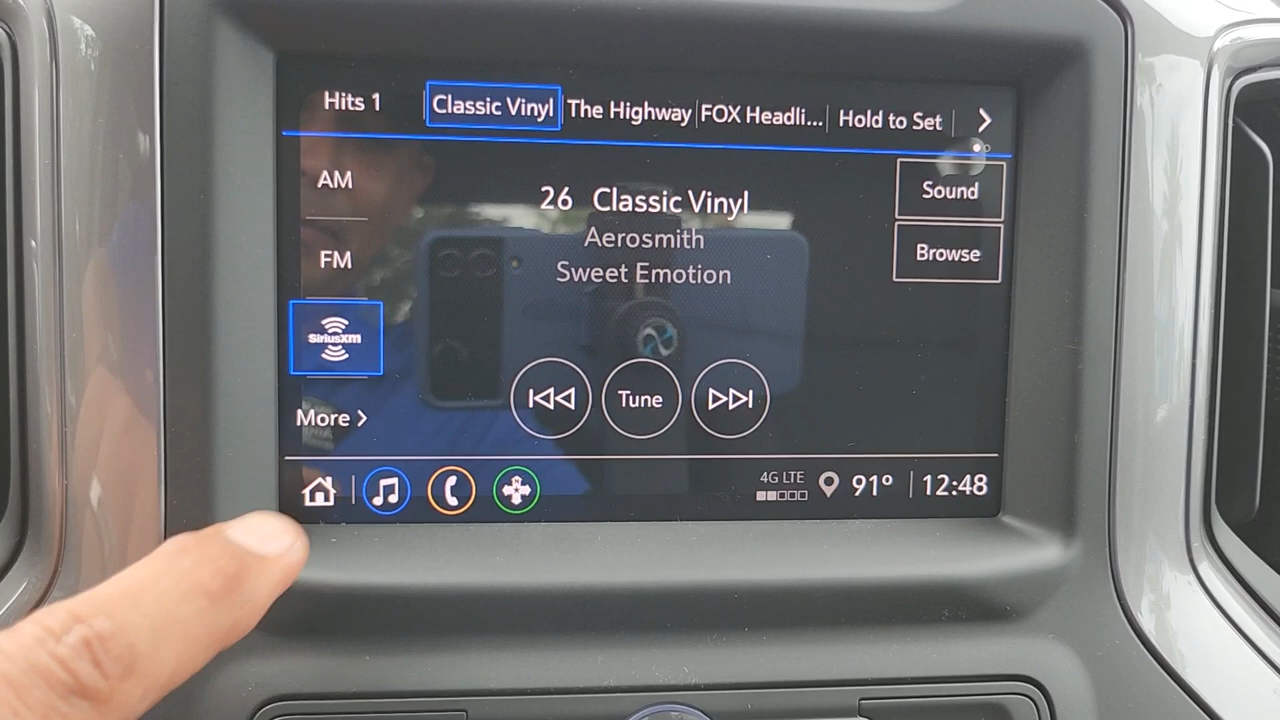 Hits 1
Classic Vinyl
The Highway
FOX Headli...
Hold to Set
AM
FM
SiriusXM
More
26 Classic Vinyl
Aerosmith
Sweet Emotion
Tune
Sound
Browse
4G LTE
91°
12:48